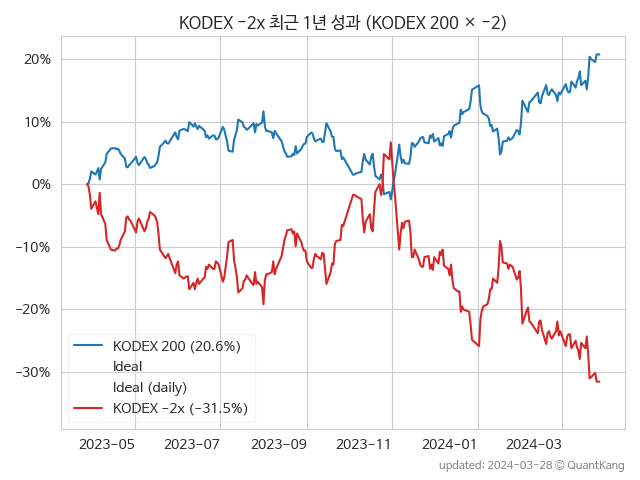 KODEX −2x 최근 1년 성과 (KODEX 200 × −2)
20%
10%
0%
−10%
−20%
−30%
KODEX 200 (20.6%)
Ideal
Ideal (daily)
KODEX −2x (−31.5%)
2023−05
2023−07
2023−09
2023−11
2024−01
2024−03
updated: 2024−03−28 © QuantKang